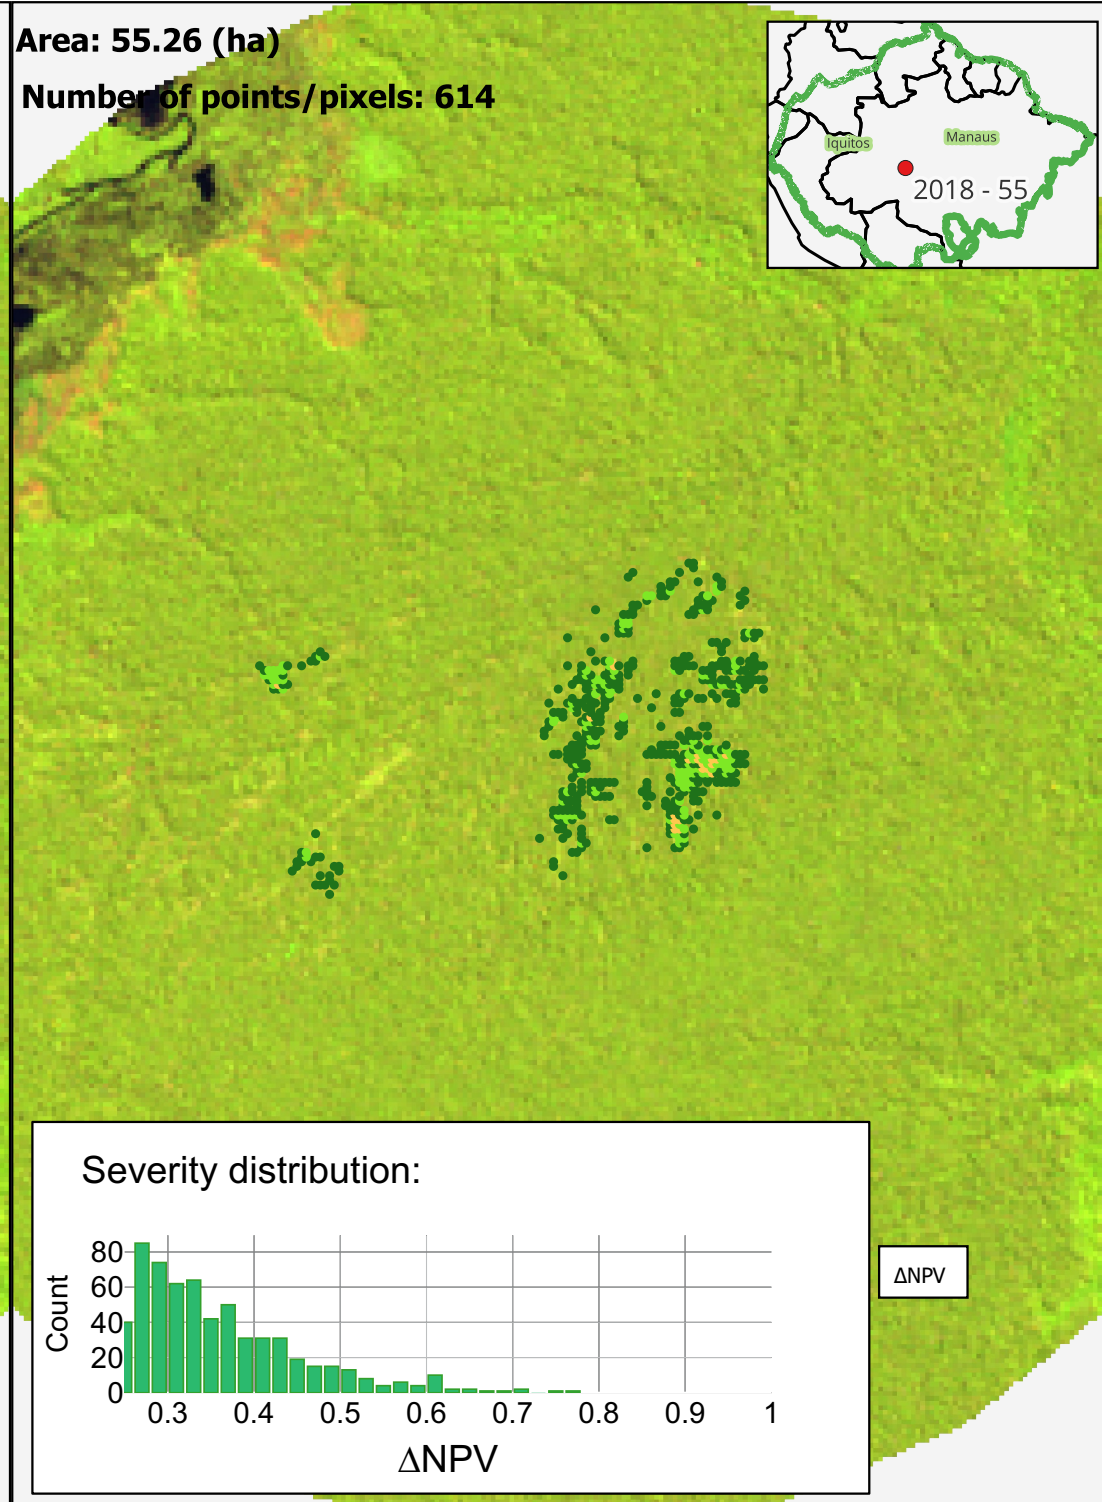 Area: 55.26 (ha)
Number of points/pixels: 614
Iquitos
Manaus
2018 - 55
Severity distribution:
Count
80
60
40
20
0
0.3 0.4 0.5 0.6 0.7 0.8 0.9 1
ΔNPV
ΔNPV